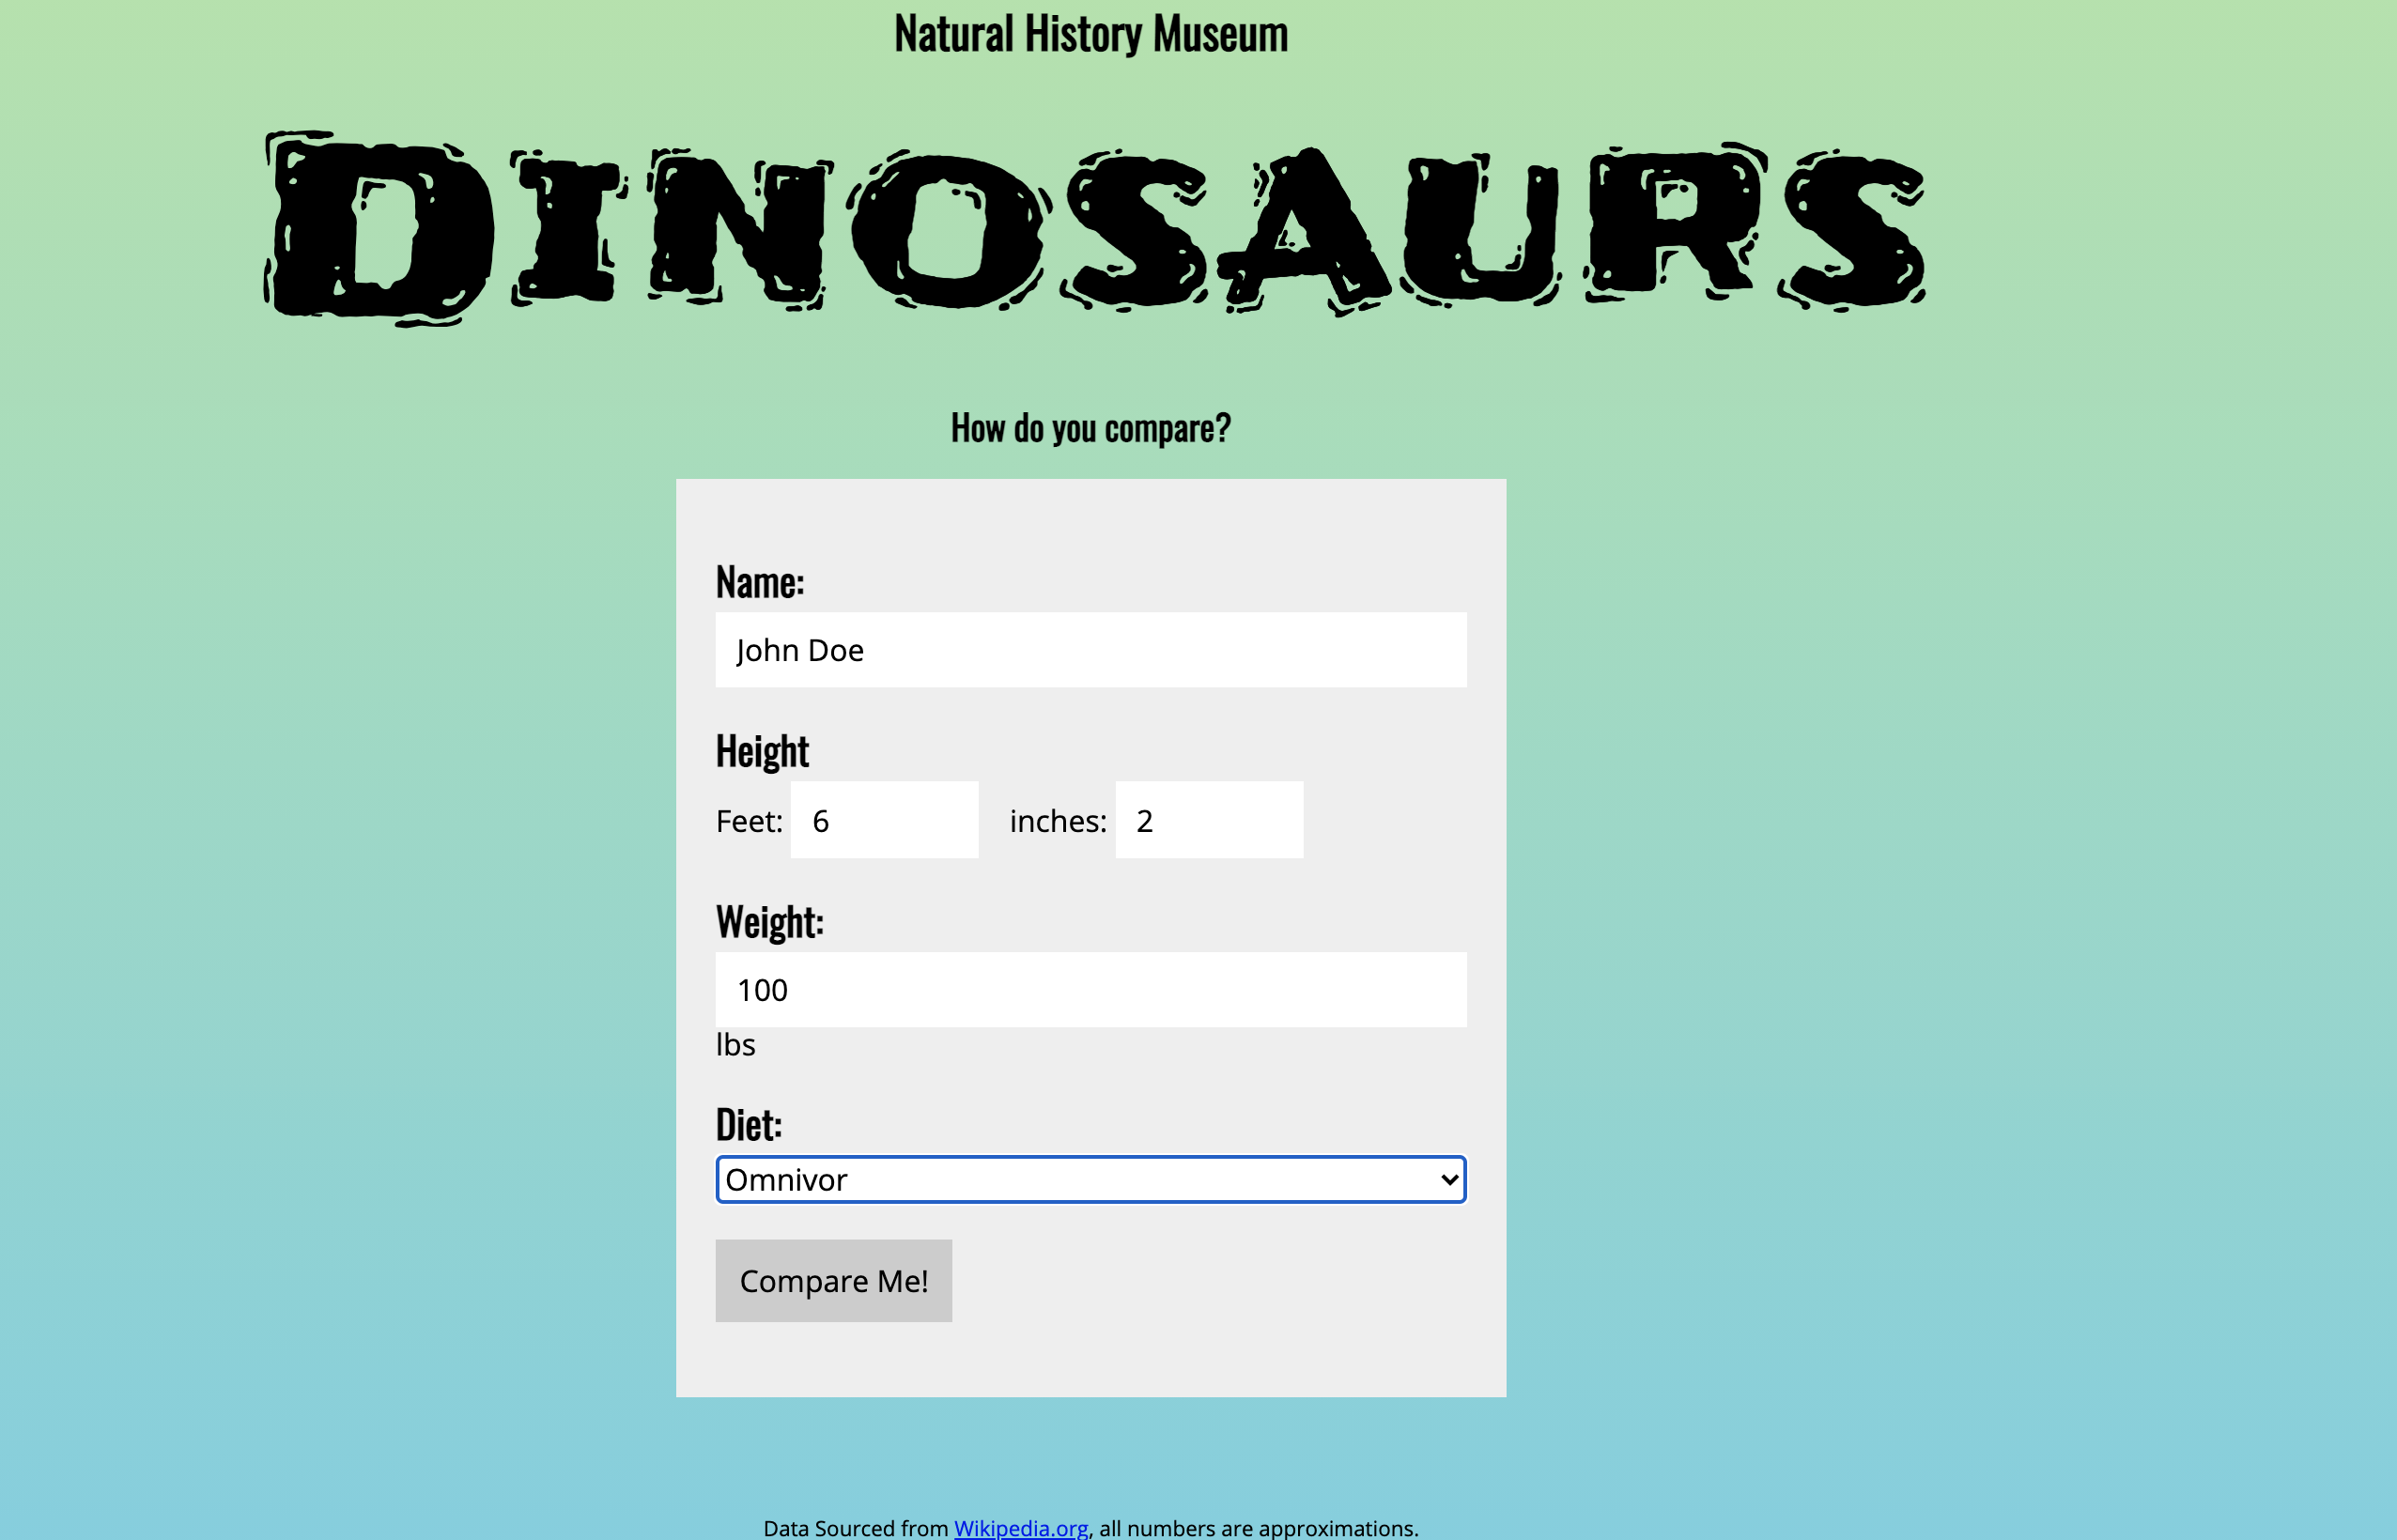 Natural History Museum
DINOSAURS
How do you compare?
Name:
John Doe
Height
Feet: 6 inches: 2
Weight:
100
lbs
Diet:
Omnivor
Compare Me!
Data Sourced from Wikipedia.org, all numbers are approximations.